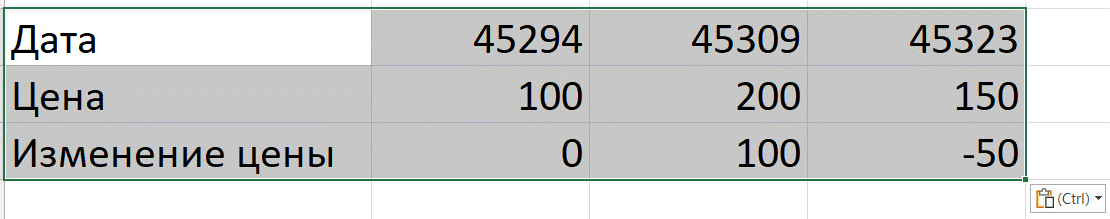 Дата 45294 45309 45323
Цена 100 200 150
Изменение цены 0 100 -50
(Ctrl)